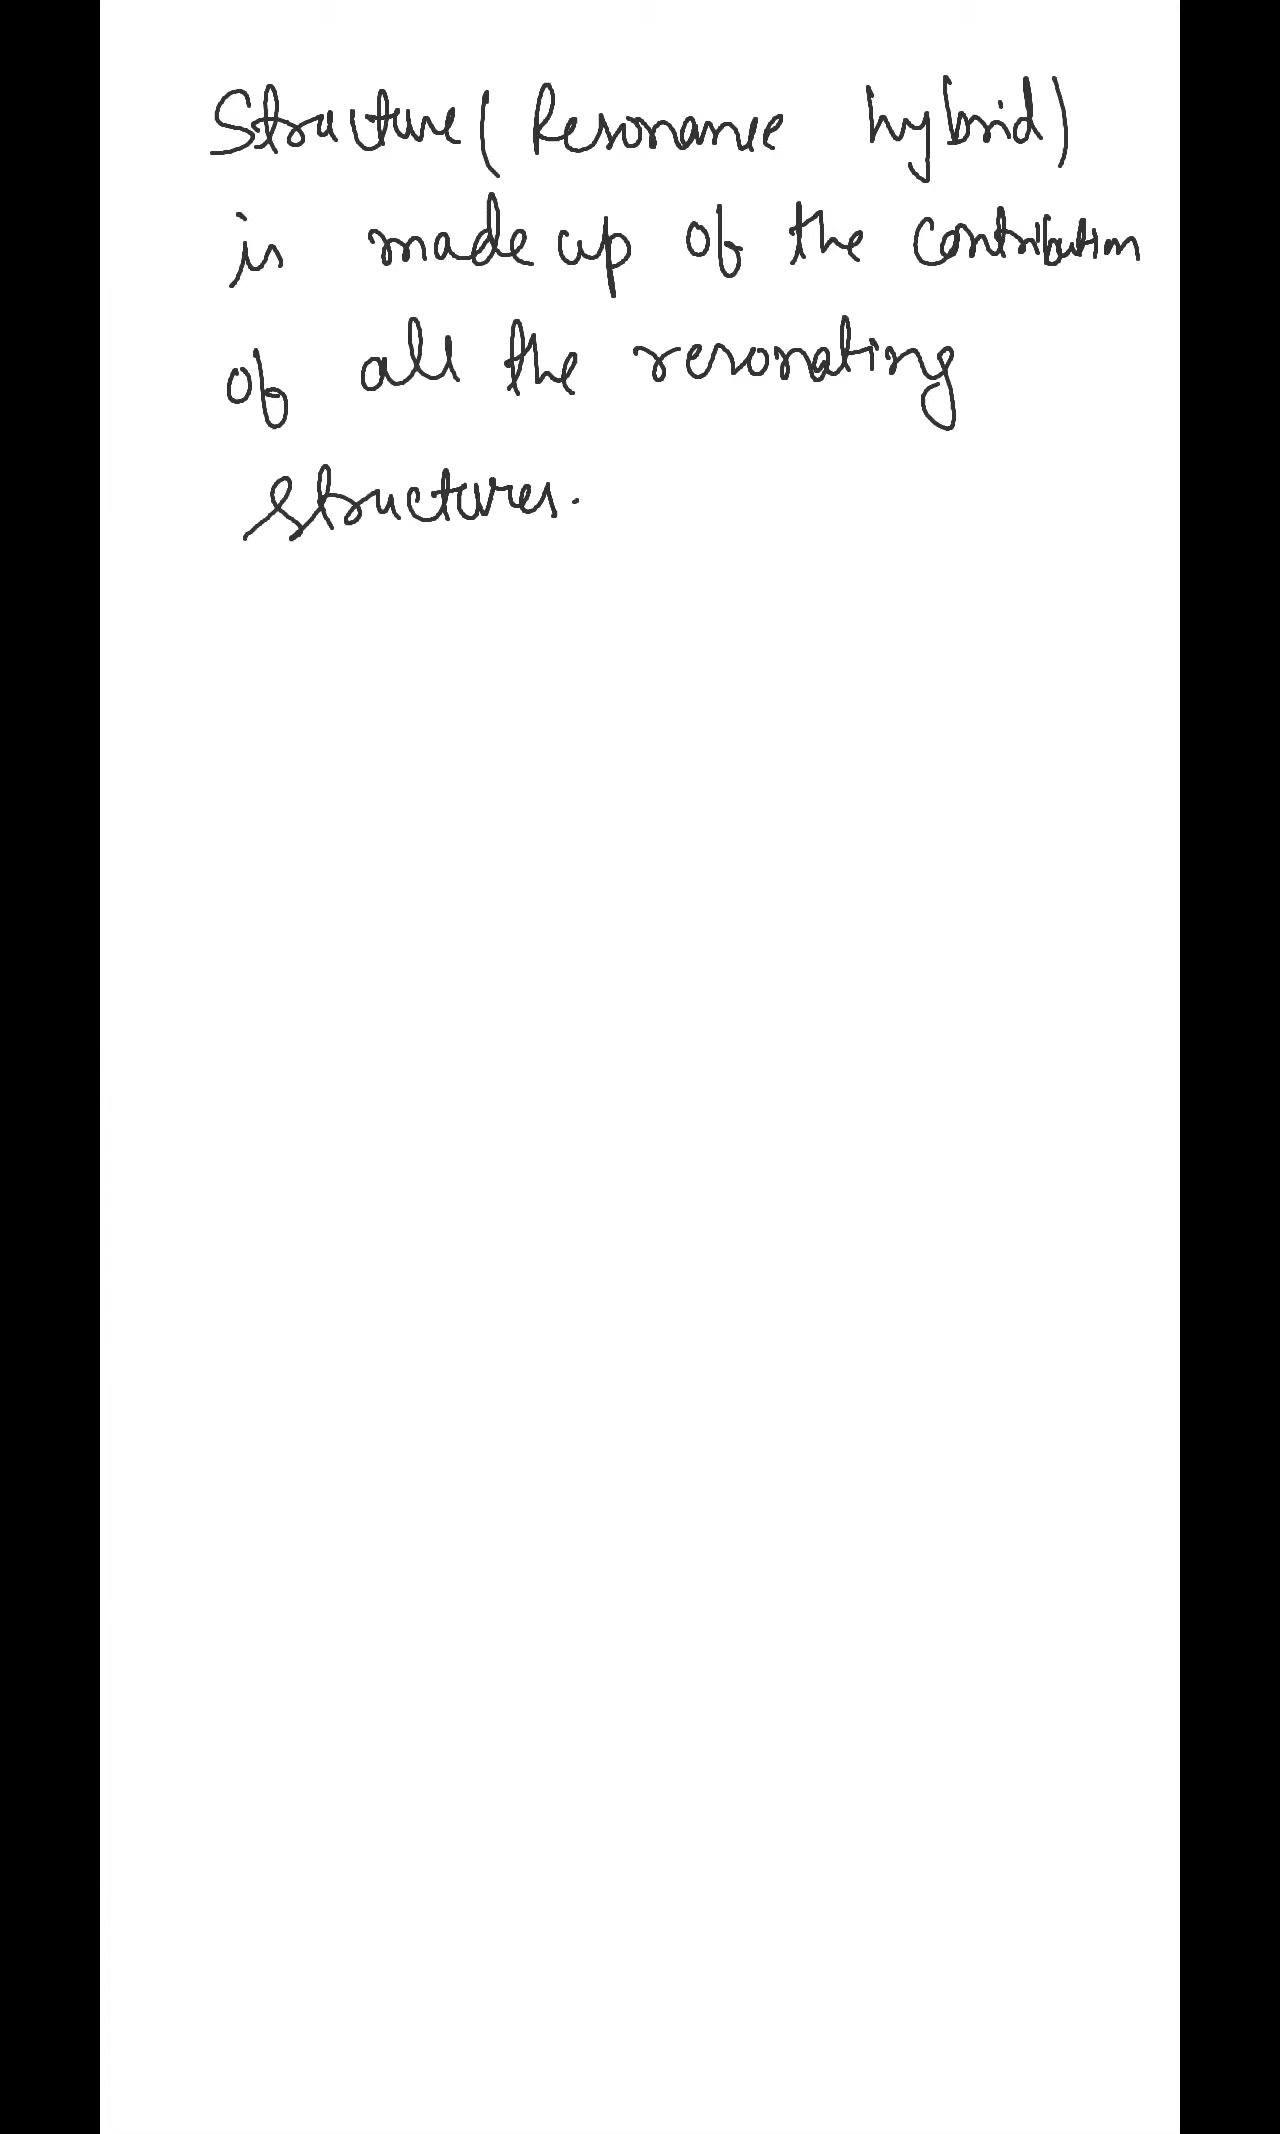 Structure (Resonance hybrid)
is made up of the contribution
of all the resonating
structures.